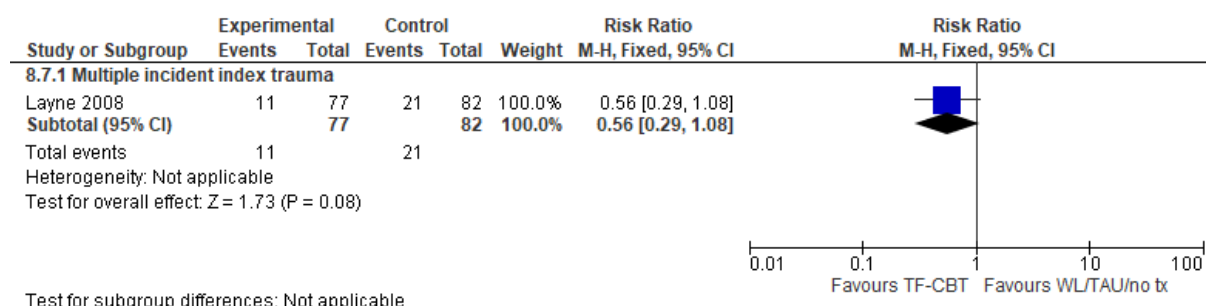 Experimental Control Risk Ratio Risk Ratio
Study or Subgroup Events Total Events Total Weight M-H, Fixed, 95% CI M-H, Fixed, 95% CI
8.7.1 Multiple incident index trauma
Layne 2008 11 77 21 82 100.0% 0.56 [0.29, 1.08]
Subtotal (95% CI) 77 82 100.0% 0.56 [0.29, 1.08]
Total events 11 21
Heterogeneity: Not applicable
Test for overall effect: Z = 1.73 (P = 0.08)
0.01 0.1 1 10 100
Favours TF-CBT Favours WL/TAU/no tx
Test for subgroup differences: Not applicable